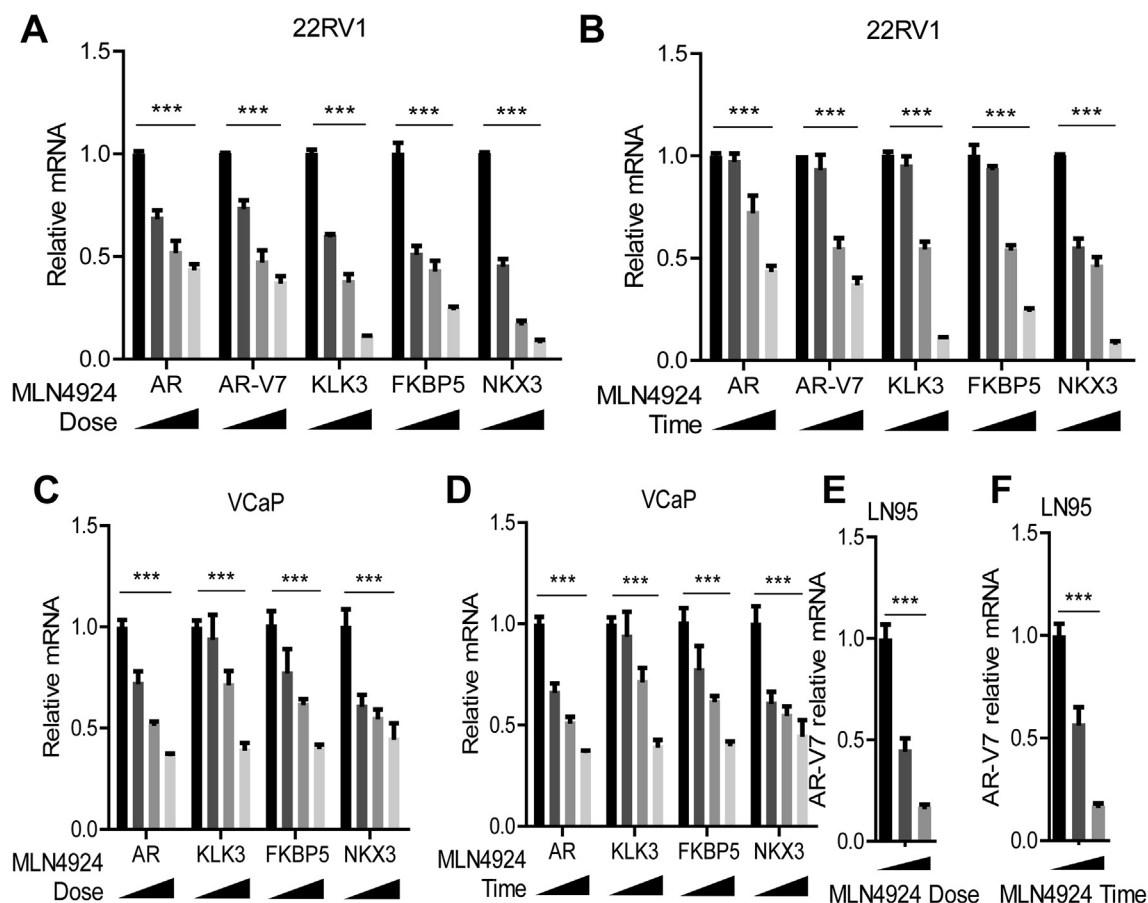 A
22RV1
Relative mRNA
1.5
1.0
0.5
0.0
*** *** *** *** ***
AR AR-V7 KLK3 FKBP5 NKX3
MLN4924
Dose
B
22RV1
Relative mRNA
1.5
1.0
0.5
0.0
*** *** *** *** ***
AR AR-V7 KLK3 FKBP5 NKX3
MLN4924
Time
C
VCaP
Relative mRNA
1.5
1.0
0.5
0.0
*** *** *** ***
AR KLK3 FKBP5 NKX3
MLN4924
Dose
D
VCaP
Relative mRNA
1.5
1.0
0.5
0.0
*** *** *** ***
AR KLK3 FKBP5 NKX3
MLN4924
Time
E
LN95
AR-V7 relative mRNA
1.5
1.0
0.5
0.0
***
MLN4924 Dose
F
LN95
AR-V7 relative mRNA
1.5
1.0
0.5
0.0
***
MLN4924 Time